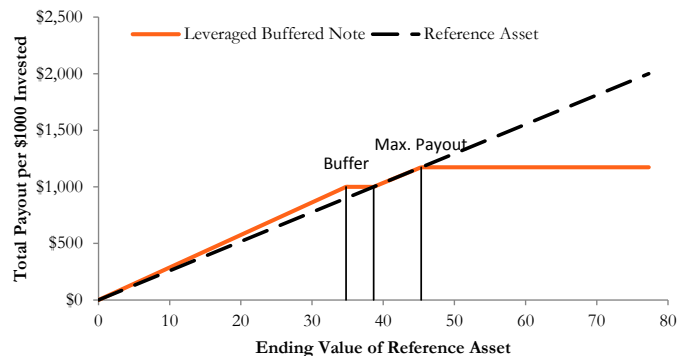 $2,500
Leveraged Buffered Note
Reference Asset
$2,000
$1,500
Max. Payout
Buffer
$1,000
$500
$0
Total Payout per $1000 Invested
0 10 20 30 40 50 60 70 80
Ending Value of Reference Asset